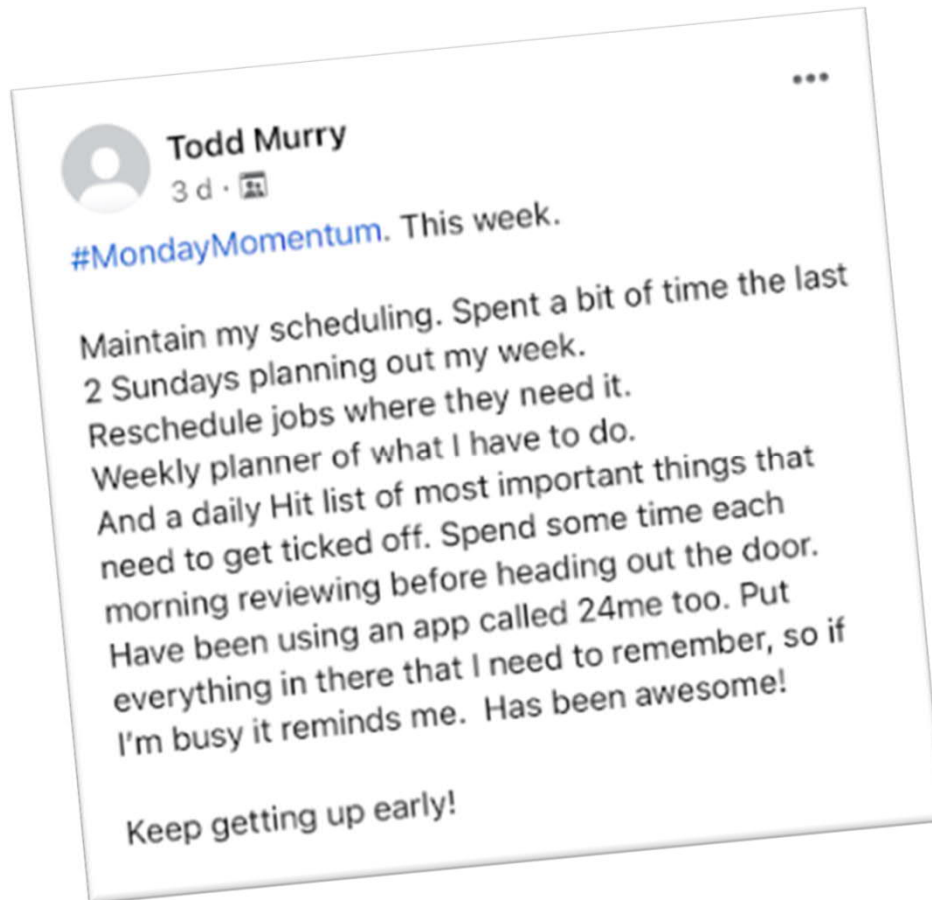 Todd Murry
3 d ·
#MondayMomentum. This week.
Maintain my scheduling. Spent a bit of time the last
2 Sundays planning out my week.
Reschedule jobs where they need it.
Weekly planner of what I have to do.
And a daily Hit list of most important things that
need to get ticked off. Spend some time each
morning reviewing before heading out the door.
Have been using an app called 24me too. Put
everything in there that I need to remember, so if
I'm busy it reminds me.  Has been awesome!
Keep getting up early!